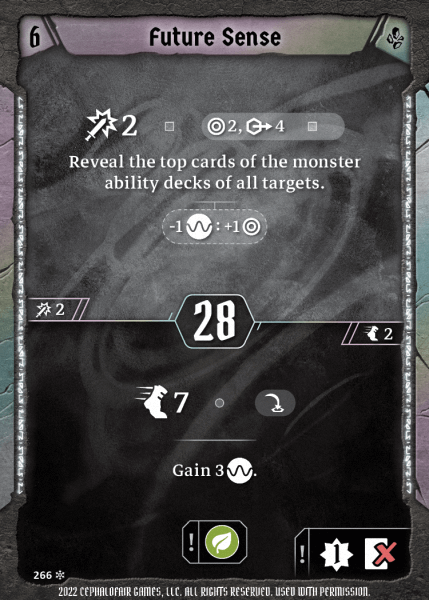 6 Future Sense
2 2, 4
Reveal the top cards of the monster
ability decks of all targets.
-1 : +1
2
28
2
7
Gain 3 .
! ! 1
266
2022 CEPHALOFAIR GAMES, LLC. ALL RIGHTS RESERVED. USED WITH PERMISSION.